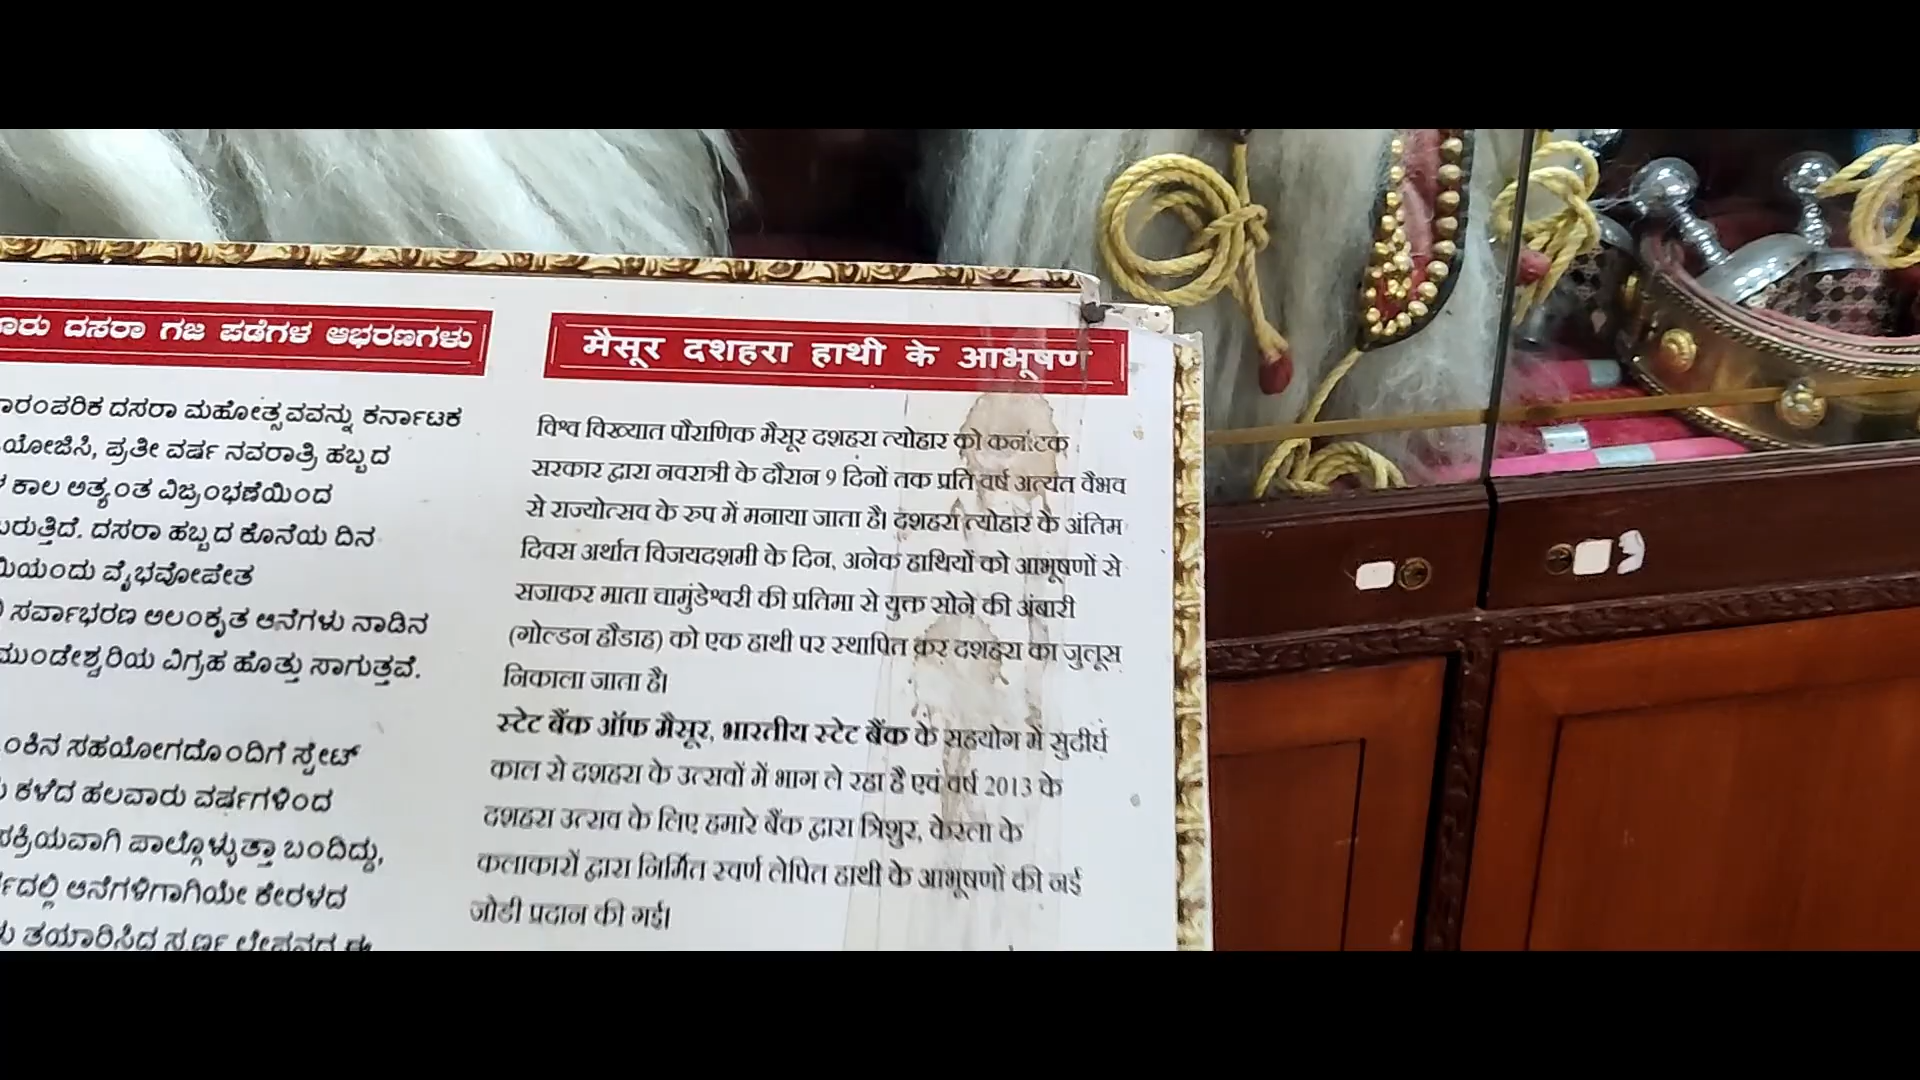 ದಸರಾ ಗಜ ಪಡೆಗಳ ಆಭರಣಗಳು
ದಸರಾ ಮಹೋತ್ಸವವನ್ನು ಕರ್ನಾಟಕ
ಪ್ರತೀ ವರ್ಷ ನವರಾತ್ರಿ ಹಬ್ಬದ
ಕಾಲ ಅತ್ಯಂತ ವಿಜ್ರಂಭಣೆಯಿಂದ
ದಸರಾ ಹಬ್ಬದ ಕೊನೆಯ ದಿನ
ವೈಭವೋಪೇತ
ಸರ್ವಾಭರಣ ಅಲಂಕೃತ ಆನೆಗಳು ನಾಡಿನ
ವಿಗ್ರಹ ಹೊತ್ತು ಸಾಗುತ್ತವೆ.
ಸಹಯೋಗದೊಂದಿಗೆ ಸ್ಟೇಟ್
ಕಳೆದ ಹಲವಾರು ವರ್ಷಗಳಿಂದ
ಪಾಲ್ಗೊಳ್ಳುತ್ತಾ ಬಂದಿದ್ದು,
ಆನೆಗಳಿಗಾಗಿಯೇ ಕೇರಳದ
ತಯಾರಿಸಿದ ಸ್ವರ್ಣ
मैसूर दशहरा हाथी के आभूषण
विश्व विख्यात पौराणिक मैसूर दशहरा त्योहार को कर्नाटक
सरकार द्वारा नवरात्री के दौरान 9 दिनों तक प्रति वर्ष अत्यंत वैभव
से राज्योत्सव के रुप में मनाया जाता है। दशहरा त्योहार के अंतिम
दिवस अर्थात विजयदशमी के दिन, अनेक हाथियों को आभूषणों से
सजाकर माता चामुंडेश्वरी की प्रतिमा से युक्त सोने की अंबारी
(गोल्डन हौडाह) को एक हाथी पर स्थापित कर दशहरा का जुलूस
निकाला जाता है।
स्टेट बैंक ऑफ मैसूर, भारतीय स्टेट बैंक के सहयोग में सुदीर्घ
काल से दशहरा के उत्सवों में भाग ले रहा है एवं वर्ष 2013 के
दशहरा उत्सव के लिए हमारे बैंक द्वारा त्रिशुर, केरला के
कलाकारों द्वारा निर्मित स्वर्ण लेपित हाथी के आभूषणों की नई
जोडी प्रदान की गई।